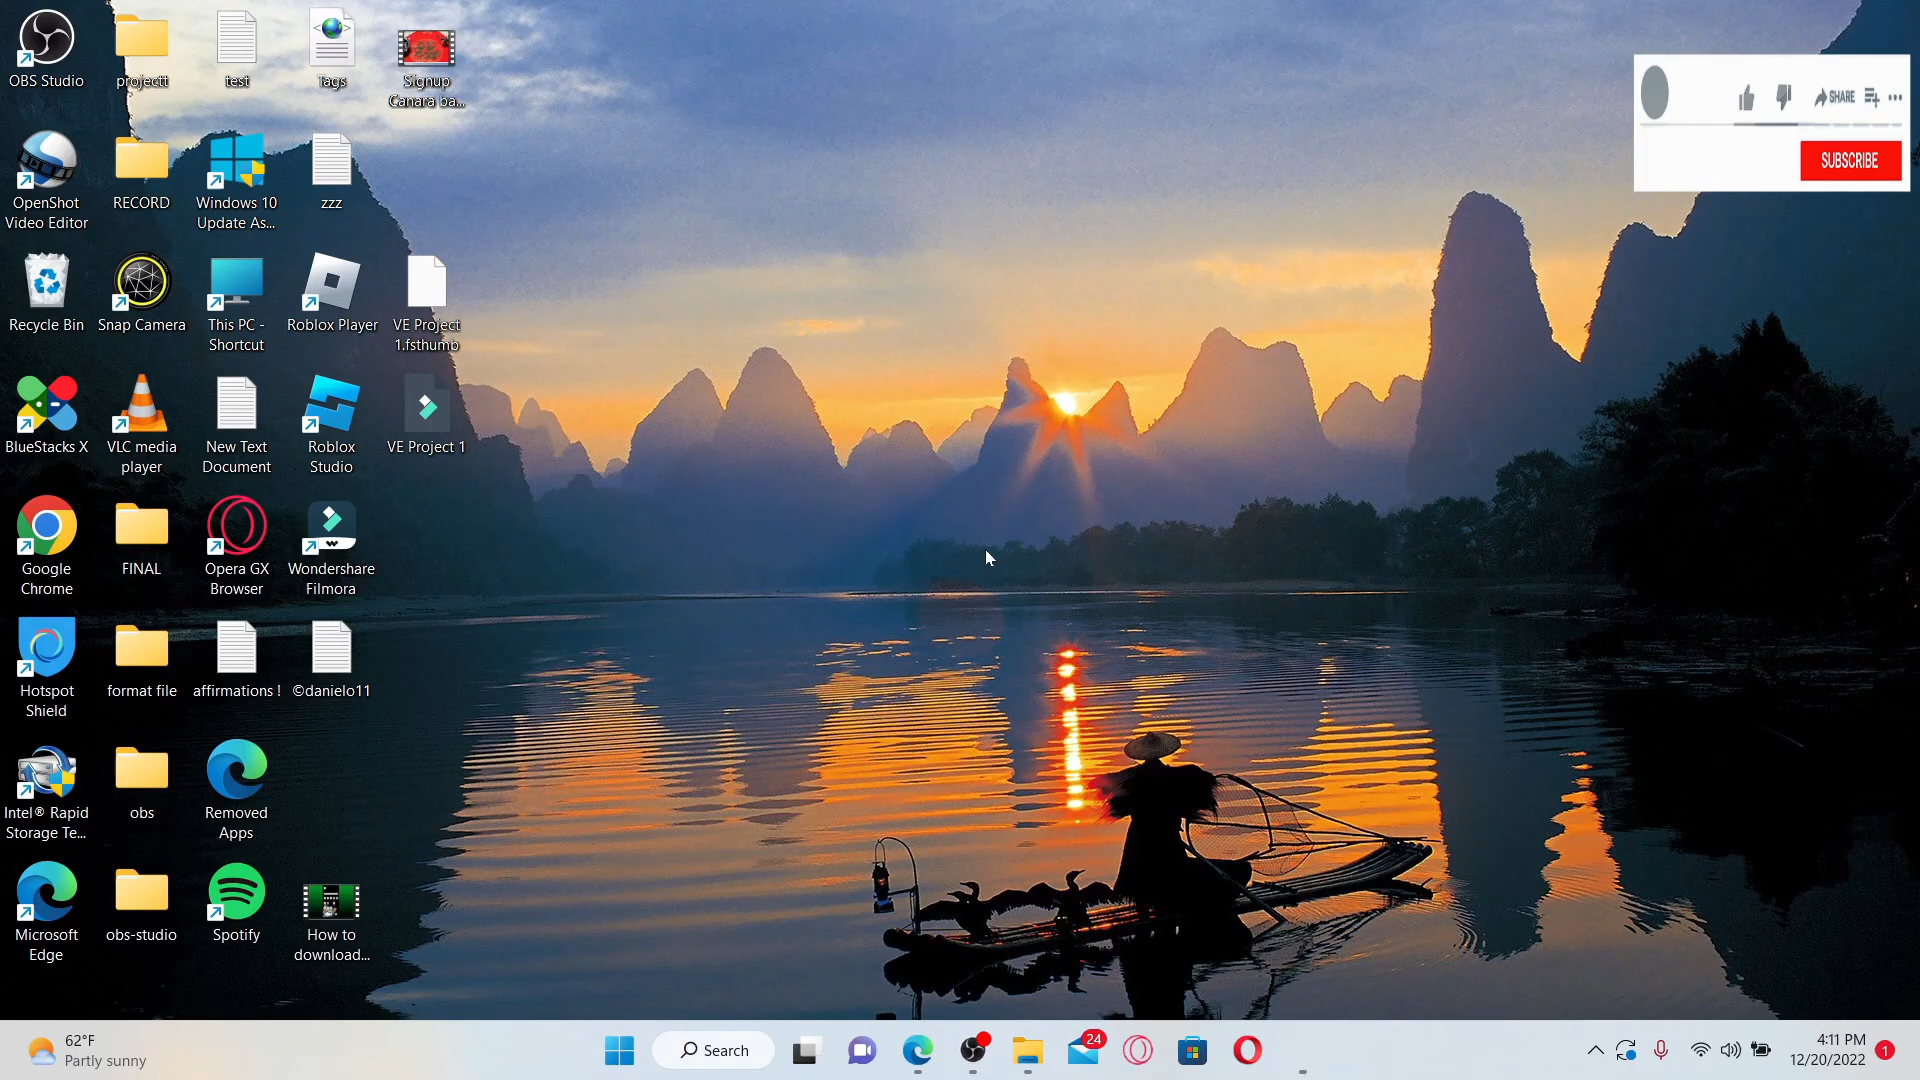 OBS Studio
projectt
test
Tags
Signup
Canara ba...
OpenShot
Video Editor
RECORD
Windows 10
Update As...
zzz
Recycle Bin
Snap Camera
This PC -
Shortcut
Roblox Player
VE Project
1.fsthumb
BlueStacks X
VLC media
player
New Text
Document
Roblox
Studio
VE Project 1
Google
Chrome
FINAL
Opera GX
Browser
Wondershare
Filmora
Hotspot
Shield
format file
affirmations !
©danielo11
Intel® Rapid
Storage Te...
obs
Removed
Apps
Microsoft
Edge
obs-studio
Spotify
How to
download...
SHARE
SUBSCRIBE
62°F
Partly sunny
Search
24
4:11 PM
12/20/2022
1